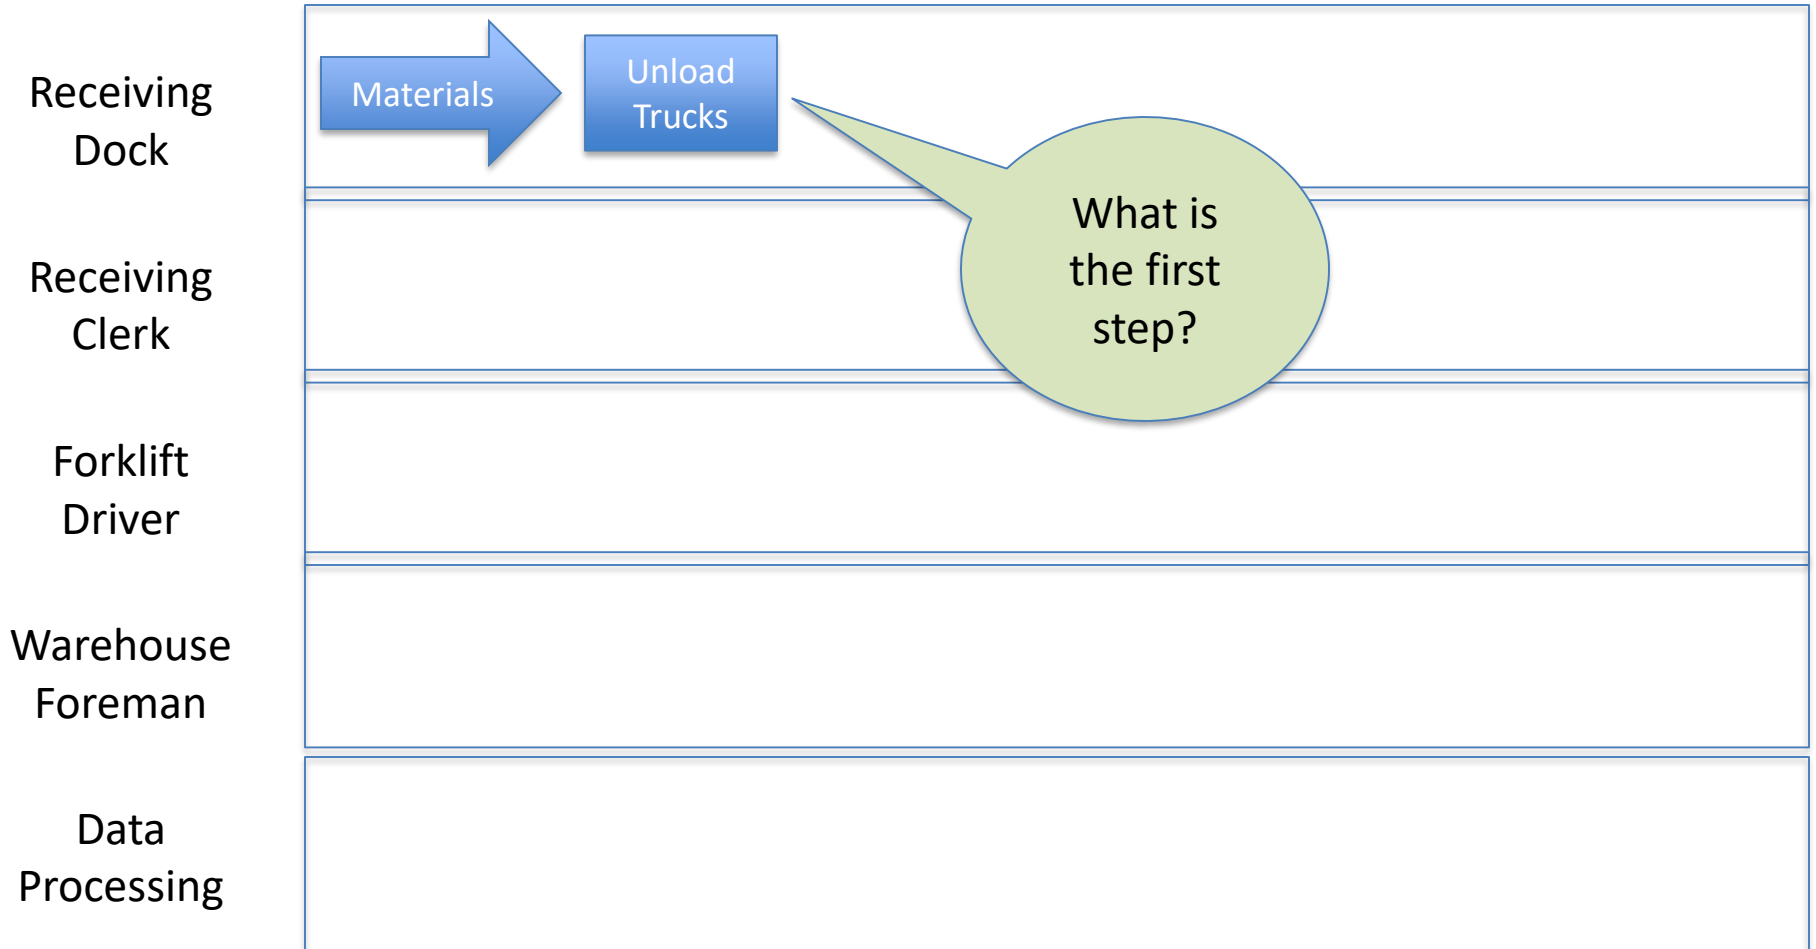 Receiving
Dock
Materials
Unload
Trucks
What is
the first
step?
Receiving
Clerk
Forklift
Driver
Warehouse
Foreman
Data
Processing